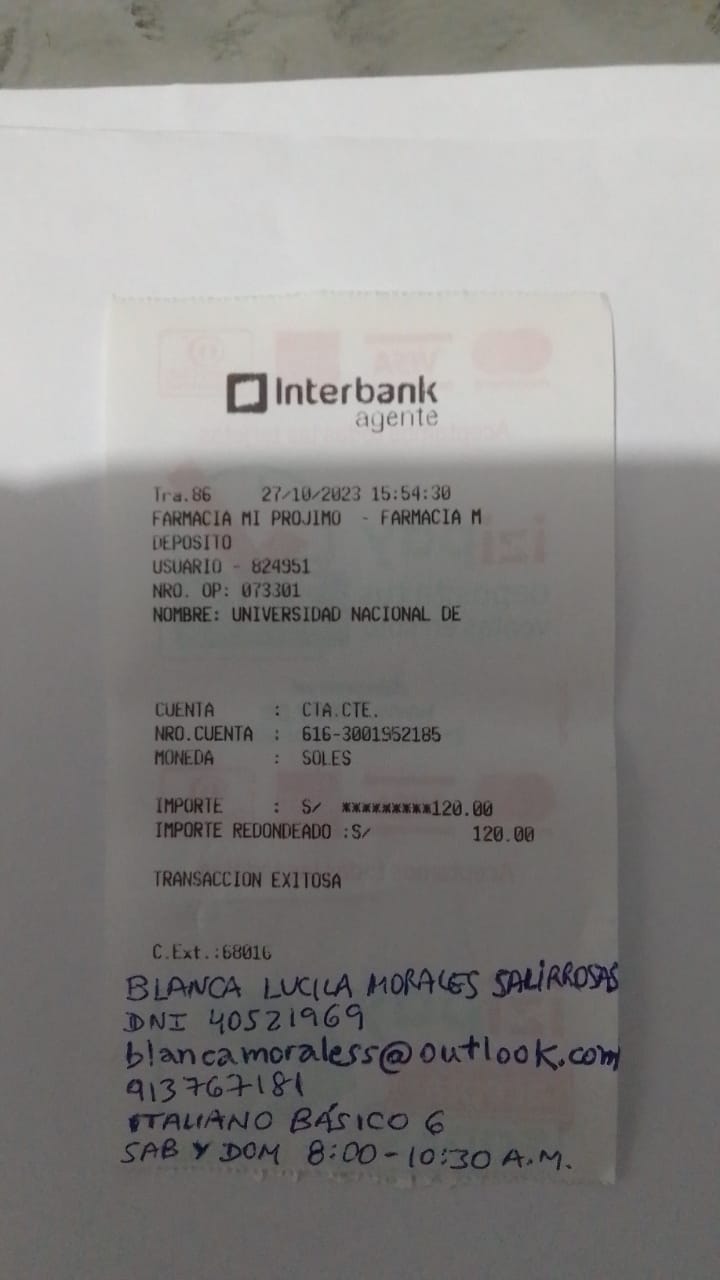 Interbank
agente
Tra.86 27/10/2023 15:54:30
FARMACIA MI PROJIMO - FARMACIA M
DEPOSITO
USUARIO - 824951
NRO. OP: 073301
NOMBRE: UNIVERSIDAD NACIONAL DE
CUENTA : CTA.CTE.
NRO.CUENTA : 616-3001952185
MONEDA : SOLES
IMPORTE : S/ *********120.00
IMPORTE REDONDEADO :S/ 120.00
TRANSACCION EXITOSA
C.Ext.:68016
BLANCA LUCILA MORALES SALIRROSAS
DNI 40521969
blancamoraless@outlook.com
913767181
ITALIANO BÁSICO 6
SAB Y DOM 8:00-10:30 A.M.